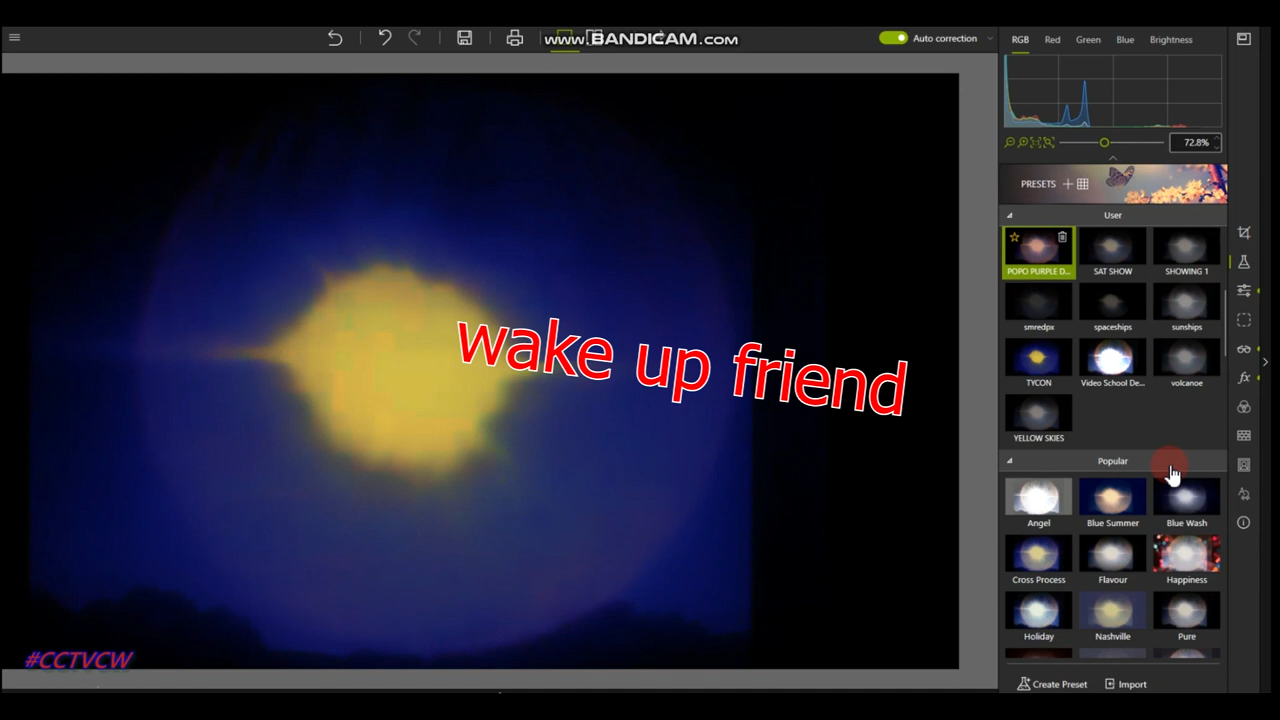 www.BANDICAM.com
Auto correction
RGB Red Green Blue Brightness
72.8%
PRESETS
User
POPO PURPLE D... SAT SHOW SHOWING 1
smredpx spaceships sunships
TYCON Video School De... volcano
YELLOW SKIES
wake up friend
Popular
Angel Blue Summer Blue Wash
Cross Process Flavour Happiness
Holiday Nashville Pure
#CCTVCW
Create Preset Import